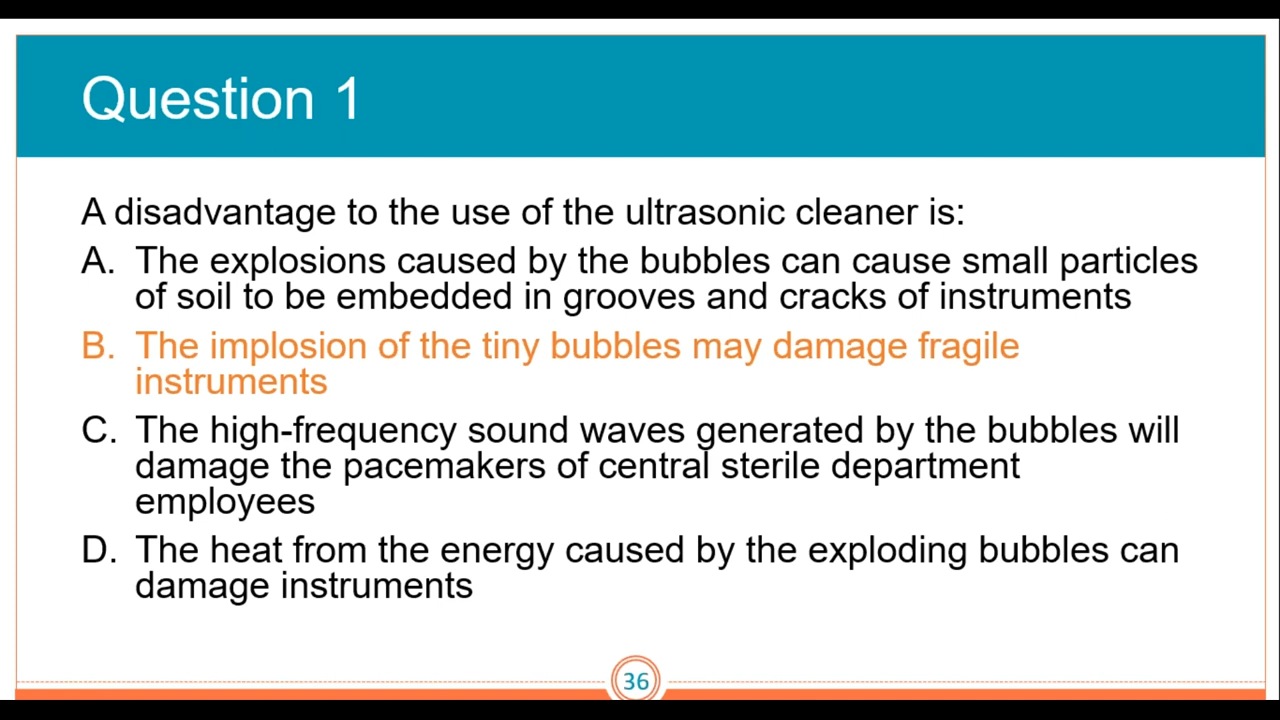 Question 1
A disadvantage to the use of the ultrasonic cleaner is:
A. The explosions caused by the bubbles can cause small particles
of soil to be embedded in grooves and cracks of instruments
B. The implosion of the tiny bubbles may damage fragile
instruments
C. The high-frequency sound waves generated by the bubbles will
damage the pacemakers of central sterile department
employees
D. The heat from the energy caused by the exploding bubbles can
damage instruments
36